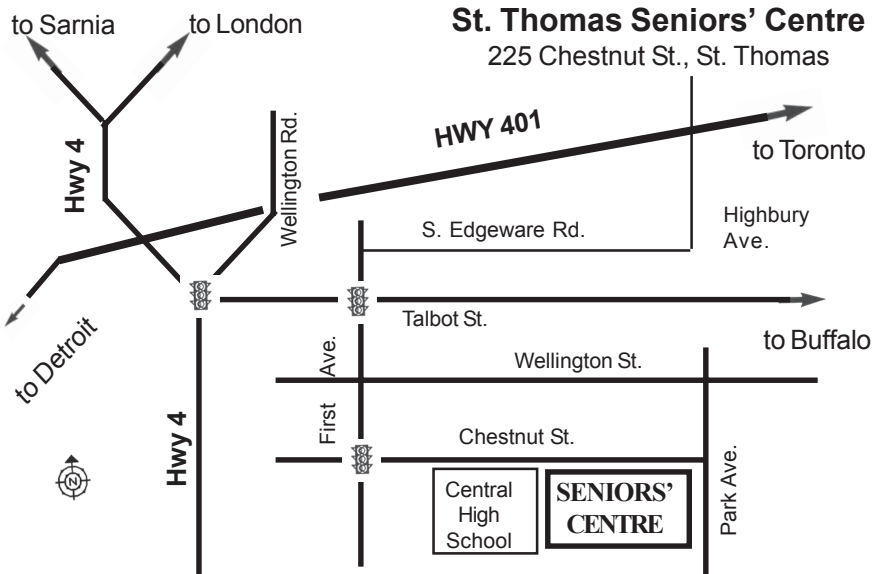 St. Thomas Seniors’ Centre
225 Chestnut St., St. Thomas
to Sarnia
to London
Hwy 4
Wellington Rd.
HWY 401
to Toronto
S. Edgeware Rd.
Highbury
Ave.
Talbot St.
to Detroit
to Buffalo
First Ave.
Wellington St.
Hwy 4
Chestnut St.
N
Central
High
School
SENIORS’
CENTRE
Park Ave.